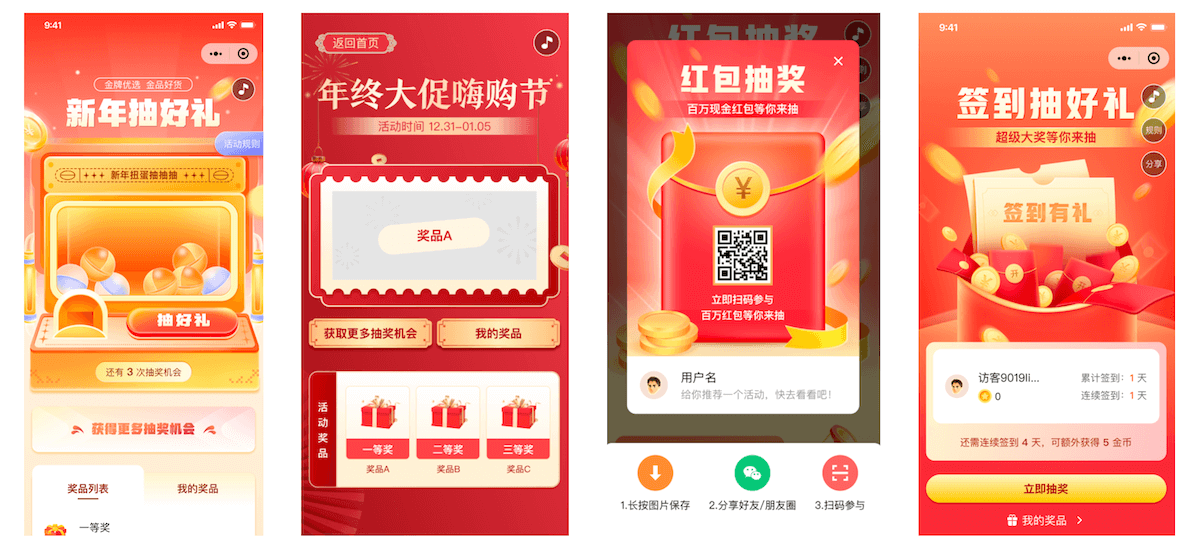 9:41
金牌优选 金品好货
新年抽好礼
活动规则
新年扭蛋抽抽抽
抽好礼
还有 3 次抽奖机会
获得更多抽奖机会
奖品列表
我的奖品
一等奖
返回首页
年终大促嗨购节
活动时间 12.31-01.05
奖品A
获取更多抽奖机会
我的奖品
活动奖品
一等奖
二等奖
三等奖
奖品A
奖品B
奖品C
红包抽奖
红包抽奖
百万现金红包等你来抽
¥
立即扫码参与
百万红包等你来抽
用户名
给你推荐一个活动，快去看看吧！
1.长按图片保存
2.分享好友/朋友圈
3.扫码参与
9:41
签到抽好礼
超级大奖等你来抽
规则
分享
签到有礼
开
访客9019li...
0
累计签到：1 天
连续签到：1 天
还需连续签到 4 天，可额外获得 5 金币
立即抽奖
我的奖品